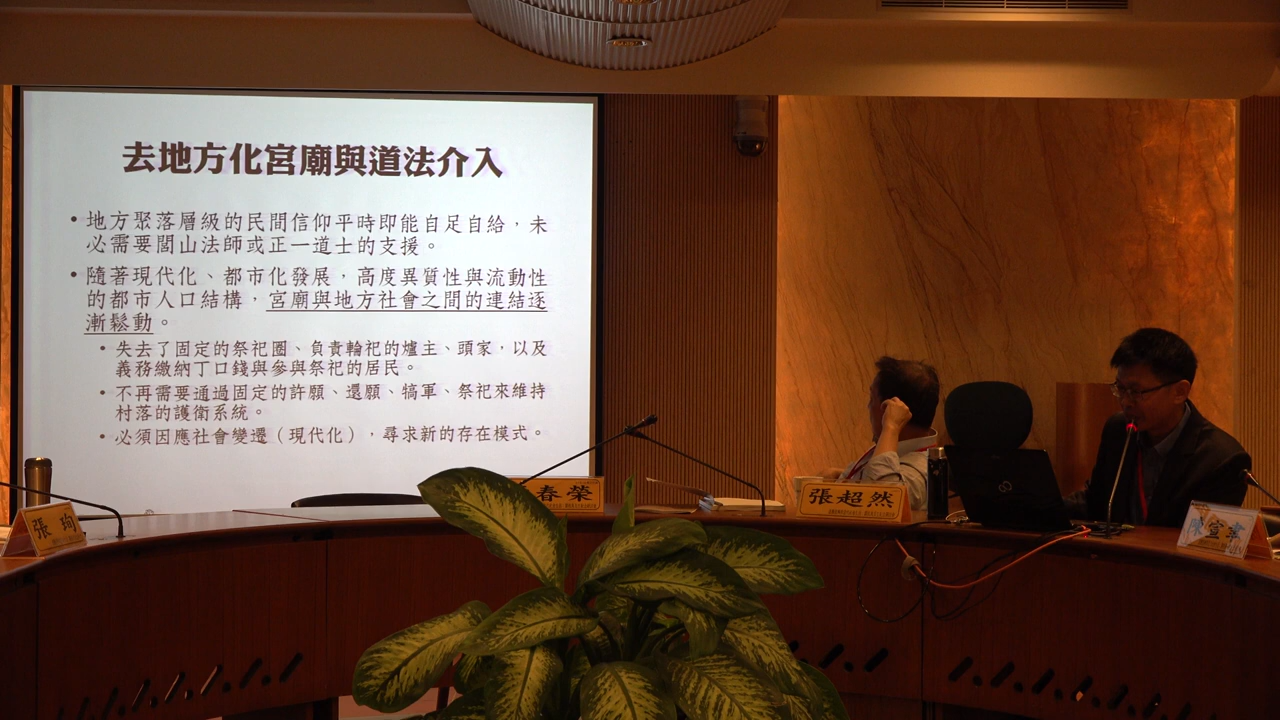 去地方化宮廟與道法介入
• 地方聚落層級的民間信仰平時即能自足自給，未
必需要閭山法師或正一道士的支援。
• 隨著現代化、都市化發展，高度異質性與流動性
的都市人口結構，宮廟與地方社會之間的連結逐
漸鬆動。
• 失去了固定的祭祀圈、負責輪祀的爐主、頭家，以及
義務繳納丁口錢與參與祭祀的居民。
• 不再需要通過固定的許願、還願、犒軍、祭祀來維持
村落的護衛系統。
• 必須因應社會變遷（現代化），尋求新的存在模式。
張珣
春榮
張超然